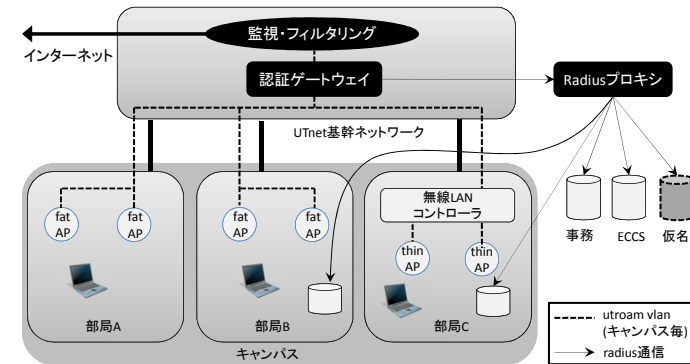 監視・フィルタリング
インターネット
認証ゲートウェイ
Radiusプロキシ
UTnet基幹ネットワーク
無線LAN
コントローラ
fat
AP
fat
AP
fat
AP
fat
AP
thin
AP
thin
AP
事務
ECCS
仮名
部局A
部局B
部局C
キャンパス
utroam vlan
(キャンパス毎)
radius通信